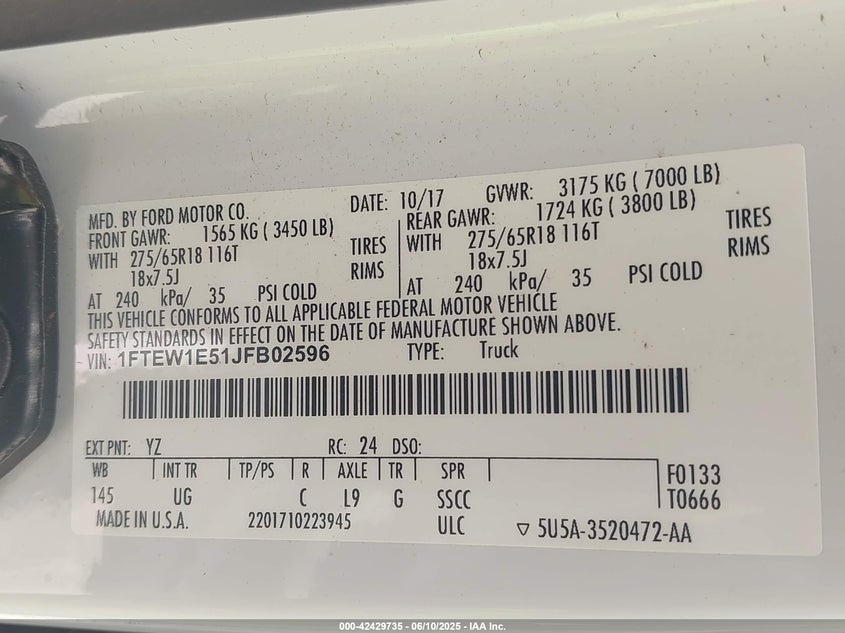 MFD. BY FORD MOTOR CO. DATE: 10/17 GVWR: 3175 KG ( 7000 LB)
FRONT GAWR: 1565 KG ( 3450 LB) REAR GAWR: 1724 KG ( 3800 LB)
WITH 275/65R18 116T TIRES WITH 275/65R18 116T TIRES
18x7.5J RIMS 18x7.5J RIMS
AT 240 kPa/ 35 PSI COLD AT 240 kPa/ 35 PSI COLD
THIS VEHICLE CONFORMS TO ALL APPLICABLE FEDERAL MOTOR VEHICLE
SAFETY STANDARDS IN EFFECT ON THE DATE OF MANUFACTURE SHOWN ABOVE.
VIN: 1FTEW1E51JFB02596 TYPE: Truck
EXT PNT: YZ RC: 24 DSO:
WB INT TR TP/PS R AXLE TR SPR F0133
145 UG C L9 G SSCC T0666
MADE IN U.S.A. 2201710223945 ULC ▽ 5U5A-3520472-AA
000-42429735 - 06/10/2025 - IAA Inc.